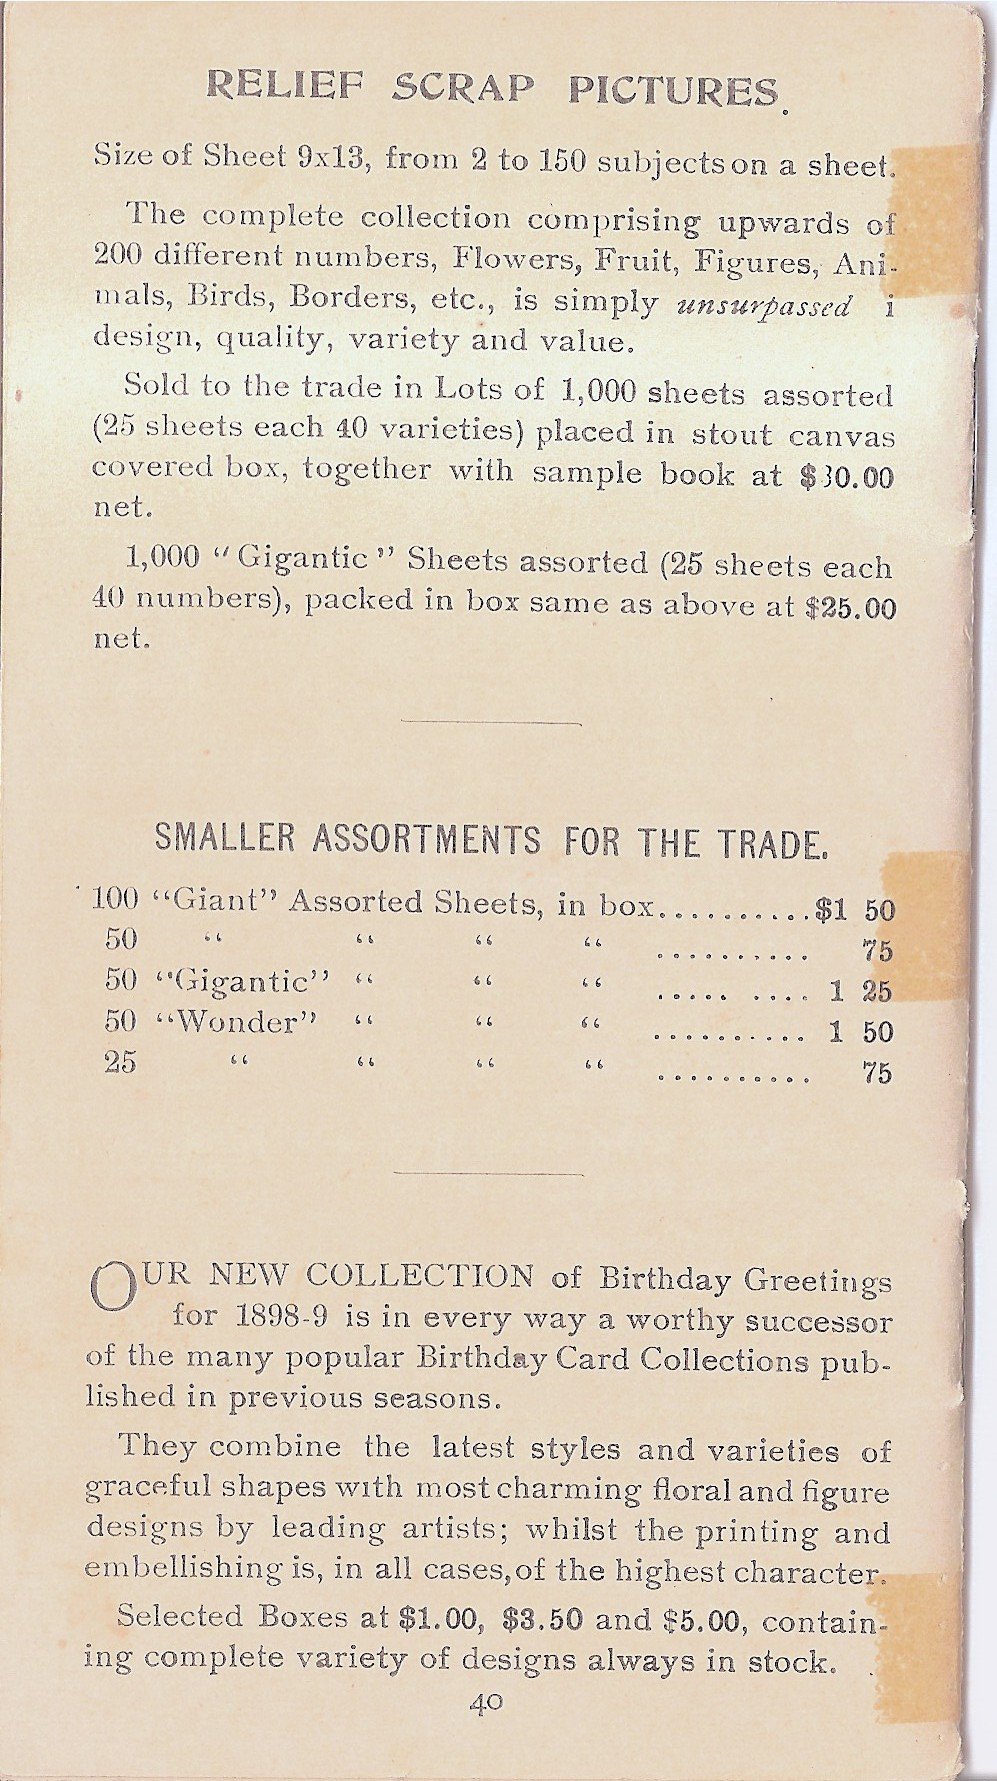 RELIEF SCRAP PICTURES.
Size of Sheet 9x13, from 2 to 150 subjects on a sheet.
The complete collection comprising upwards of
200 different numbers, Flowers, Fruit, Figures, Ani-
mals, Birds, Borders, etc., is simply unsurpassed i
design, quality, variety and value.
Sold to the trade in Lots of 1,000 sheets assorted
(25 sheets each 40 varieties) placed in stout canvas
covered box, together with sample book at
net.
1,000 "Gigantic" Sheets assorted (25 sheets each
40 numbers), packed in box same as above at $25.00
net.
SMALLER ASSORTMENTS FOR THE TRADE.
100 "Giant" Assorted Sheets, in box...........$1 50
50 " " " " .......... 75
50 "Gigantic" " " " ..... .... 1 25
50 "Wonder" " " " .......... 1 50
25 " " " " .......... 75
OUR NEW COLLECTION of Birthday Greetings
for 1898-9 is in every way a worthy successor
of the many popular Birthday Card Collections pub-
lished in previous seasons.
They combine the latest styles and varieties of
graceful shapes with most charming floral and figure
designs by leading artists; whilst the printing and
embellishing is, in all cases, of the highest character.
Selected Boxes at $1.00, $3.50 and $5.00, contain-
ing complete variety of designs always in stock.
40